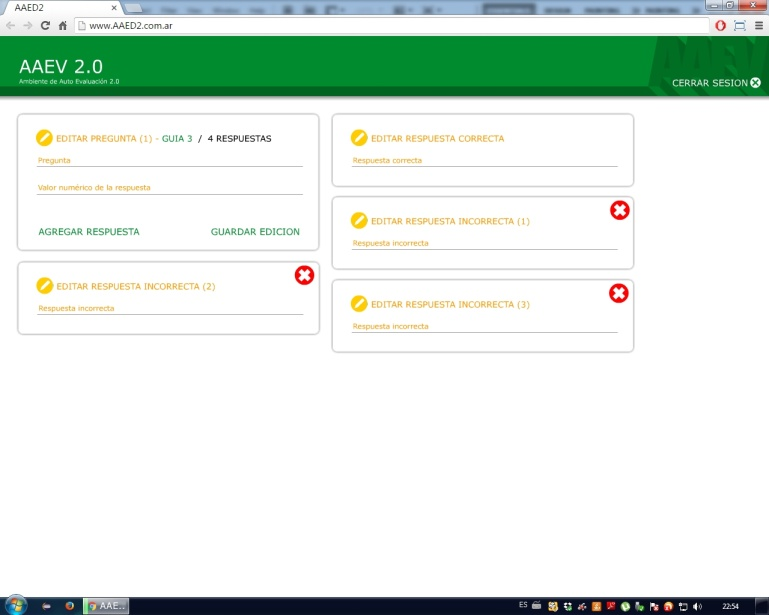 AAED2
www.AAED2.com.ar
AAEV 2.0
Ambiente de Auto Evaluación 2.0
AAEV
CERRAR SESION
EDITAR PREGUNTA (1) - GUIA 3 / 4 RESPUESTAS
Pregunta
Valor numérico de la respuesta
AGREGAR RESPUESTA
GUARDAR EDICION
EDITAR RESPUESTA CORRECTA
Respuesta correcta
EDITAR RESPUESTA INCORRECTA (1)
Respuesta incorrecta
EDITAR RESPUESTA INCORRECTA (2)
Respuesta incorrecta
EDITAR RESPUESTA INCORRECTA (3)
Respuesta incorrecta
AAE...
ES
22:54